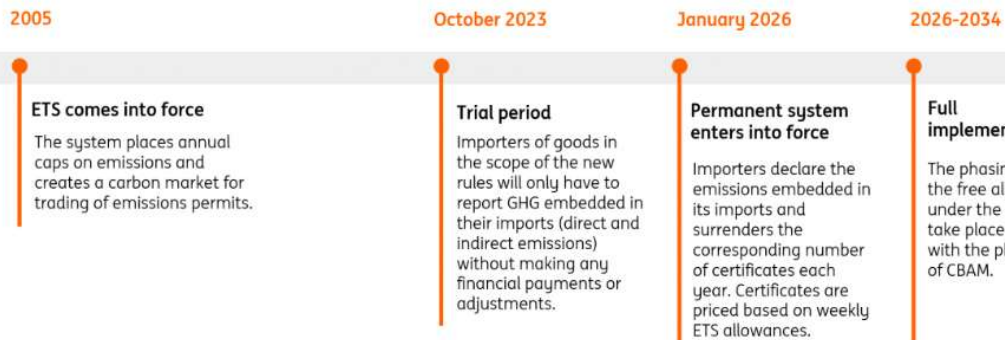 2005
October 2023
January 2026
2026-2034
ETS comes into force
The system places annual
caps on emissions and
creates a carbon market for
trading of emissions permits.
Trial period
Importers of goods in
the scope of the new
rules will only have to
report GHG embedded in
their imports (direct and
indirect emissions)
without making any
financial payments or
adjustments.
Permanent system
enters into force
Importers declare the
emissions embedded in
its imports and
surrenders the
corresponding number
of certificates each
year. Certificates are
priced based on weekly
ETS allowances.
Full
The phasin
the free al
under the
take place
with the p
of CBAM.